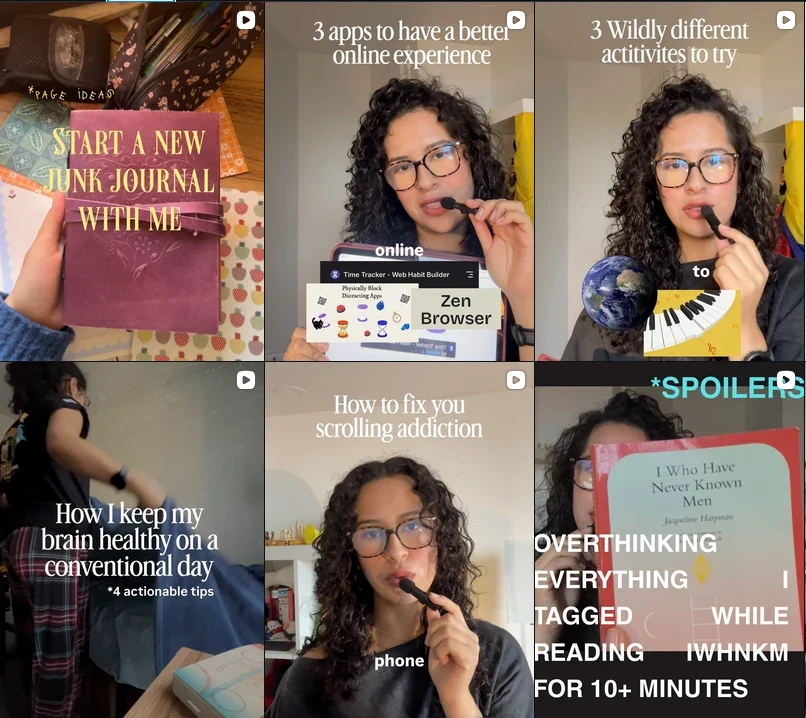 *PAGE IDEAS
START A NEW
JUNK JOURNAL
WITH ME
3 apps to have a better
online experience
online
Time Tracker - Web Habit Builder
Physically Block
Distracting Apps
Zen
Browser
3 Wildly different
actitivites to try
to
How I keep my
brain healthy on a
conventional day
*4 actionable tips
How to fix you
scrolling addiction
phone
*SPOILERS
I Who Have
Never Known
Men
Jacqueline Harpman
OVERTHINKING
EVERYTHING I
TAGGED WHILE
READING IWHNKM
FOR 10+ MINUTES